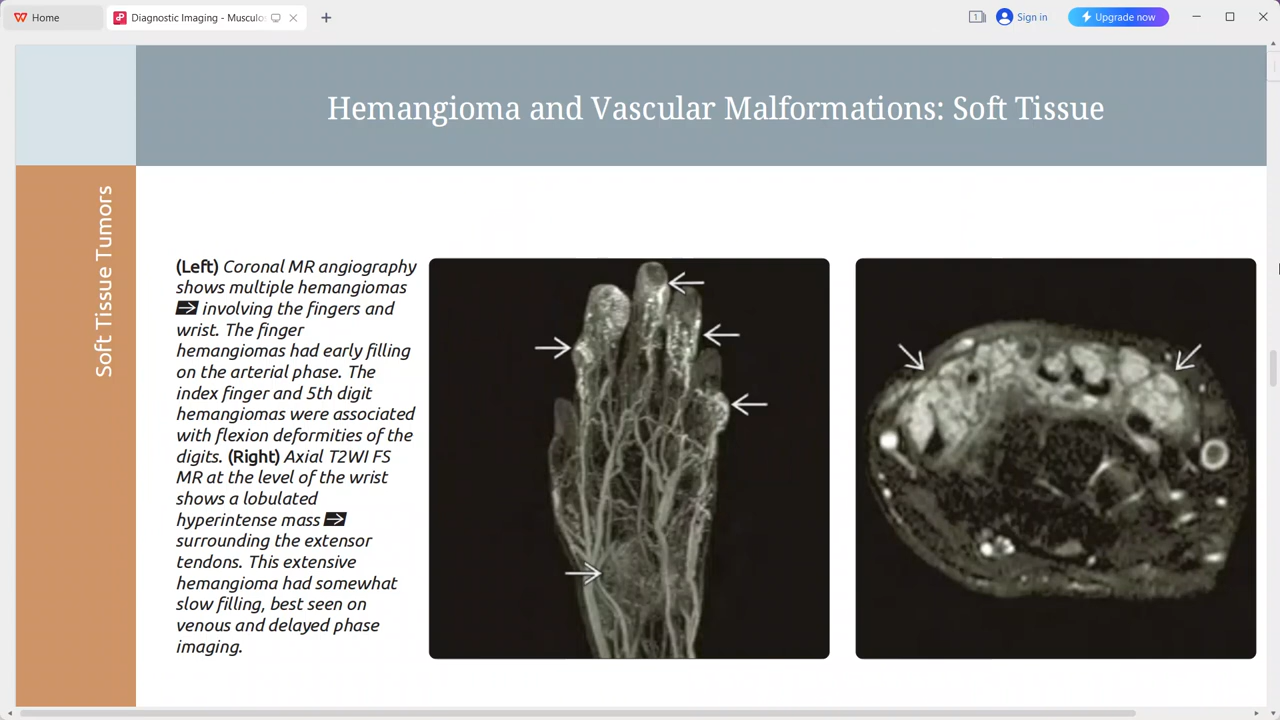 Home
Diagnostic Imaging - Musculo
1
Sign in
Upgrade now
Hemangioma and Vascular Malformations: Soft Tissue
Soft Tissue Tumors
(Left) Coronal MR angiography
shows multiple hemangiomas
➡ involving the fingers and
wrist. The finger
hemangiomas had early filling
on the arterial phase. The
index finger and 5th digit
hemangiomas were associated
with flexion deformities of the
digits. (Right) Axial T2WI FS
MR at the level of the wrist
shows a lobulated
hyperintense mass ➡
surrounding the extensor
tendons. This extensive
hemangioma had somewhat
slow filling, best seen on
venous and delayed phase
imaging.